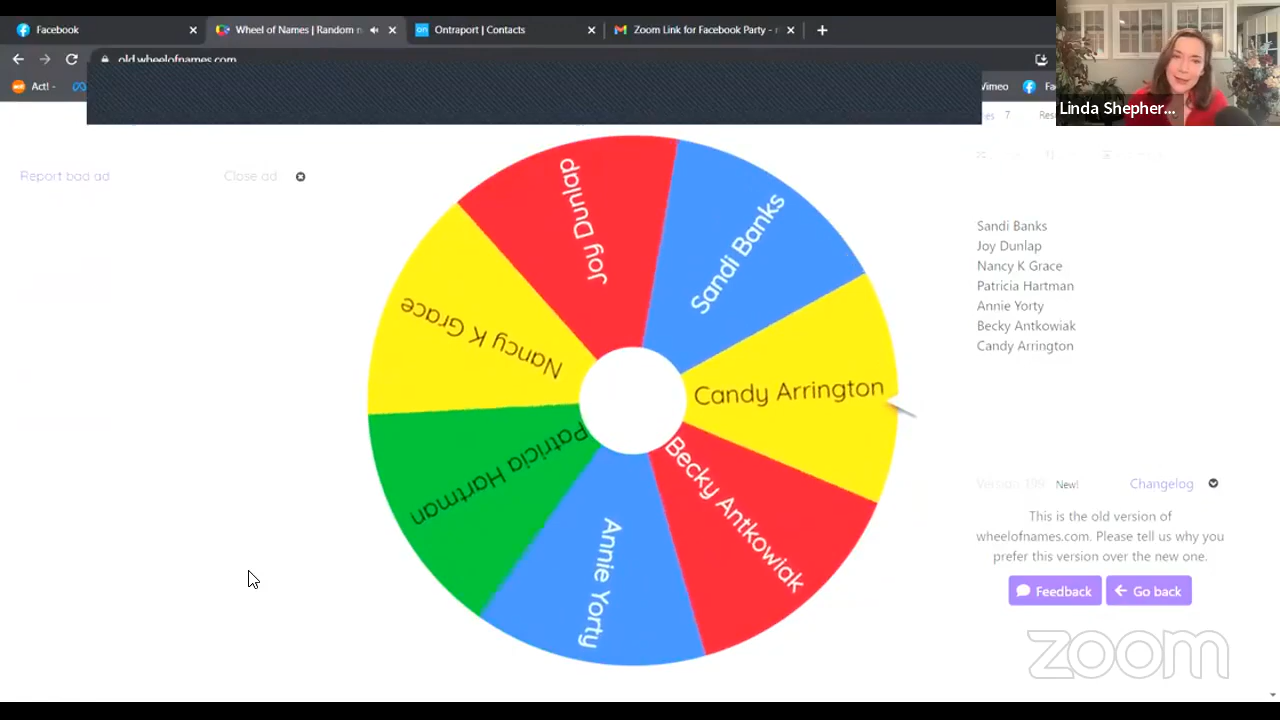 Facebook
Wheel of Names | Random n
Ontraport | Contacts
Zoom Link for Facebook Party -
old.wheelofnames.com
Act! -
Vimeo
Linda Shepher...
7
Report bad ad
Close ad
Joy Dunlap
Sandi Banks
Nancy K Grace
Candy Arrington
Patricia Hartman
Becky Antkowiak
Annie Yorty
Sandi Banks
Joy Dunlap
Nancy K Grace
Patricia Hartman
Annie Yorty
Becky Antkowiak
Candy Arrington
New!
Changelog
This is the old version of
wheelofnames.com. Please tell us why you
prefer this version over the new one.
Feedback
Go back
zoom